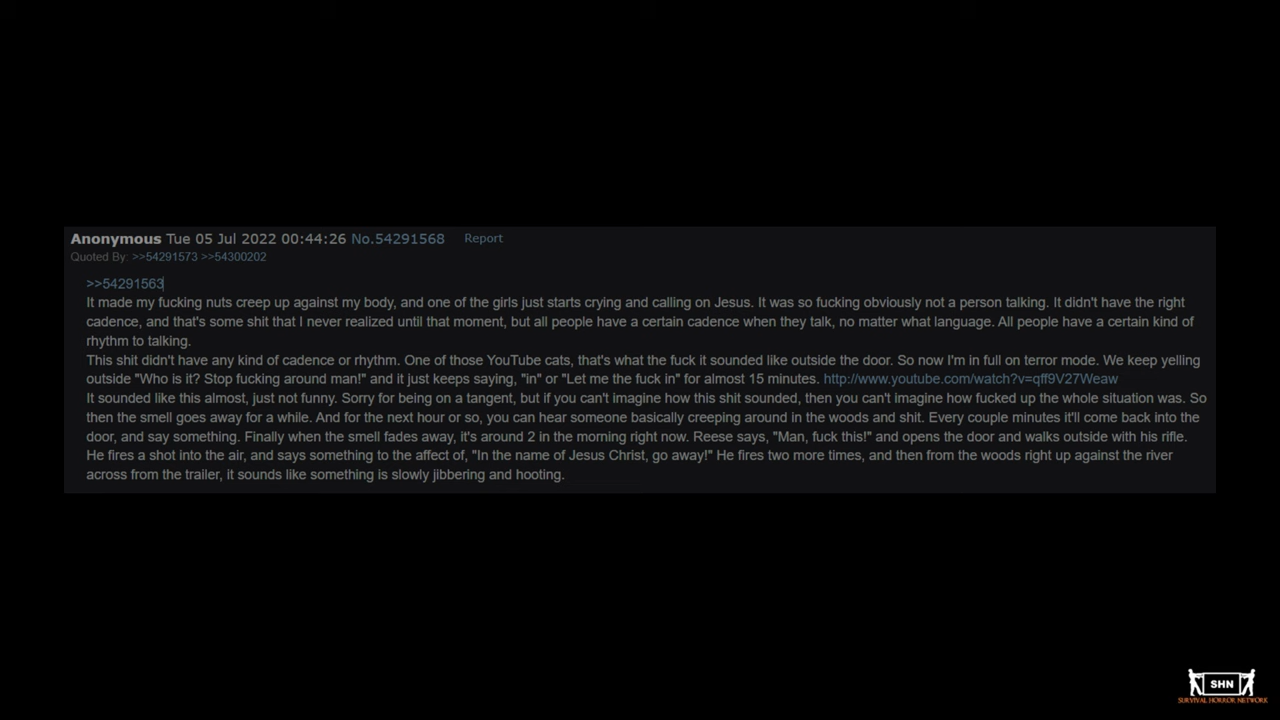 Anonymous Tue 05 Jul 2022 00:44:26 No.54291568 Report
Quoted By: >>54291573 >>54300202
>>54291563
It made my fucking nuts creep up against my body, and one of the girls just starts crying and calling on Jesus. It was so fucking obviously not a person talking. It didn't have the right
cadence, and that's some shit that I never realized until that moment, but all people have a certain cadence when they talk, no matter what language. All people have a certain kind of
rhythm to talking.
This shit didn't have any kind of cadence or rhythm. One of those YouTube cats, that's what the fuck it sounded like outside the door. So now I'm in full on terror mode. We keep yelling
outside "Who is it? Stop fucking around man!" and it just keeps saying, "in" or "Let me the fuck in" for almost 15 minutes. http://www.youtube.com/watch?v=qff9V27Weaw
It sounded like this almost, just not funny. Sorry for being on a tangent, but if you can't imagine how this shit sounded, then you can't imagine how fucked up the whole situation was. So
then the smell goes away for a while. And for the next hour or so, you can hear someone basically creeping around in the woods and shit. Every couple minutes it'll come back into the
door, and say something. Finally when the smell fades away, it's around 2 in the morning right now. Reese says, "Man, fuck this!" and opens the door and walks outside with his rifle.
He fires a shot into the air, and says something to the affect of, "In the name of Jesus Christ, go away!" He fires two more times, and then from the woods right up against the river
across from the trailer, it sounds like something is slowly jibbering and hooting.
SHN
SURVIVAL HORROR NETWORK